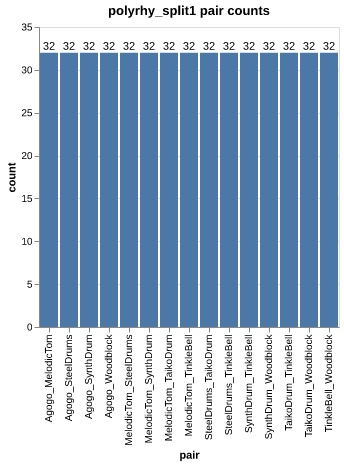 polyrhy_split1 pair counts
35
32 32 32 32 32 32 32 32 32 32 32 32 32 32 32
30
25
20
15
10
5
0
count
Agogo_MelodicTom
Agogo_SteelDrums
Agogo_SynthDrum
Agogo_Woodblock
MelodicTom_SteelDrums
MelodicTom_SynthDrum
MelodicTom_TaikoDrum
MelodicTom_TinkleBell
SteelDrums_TaikoDrum
SteelDrums_TinkleBell
SynthDrum_TinkleBell
SynthDrum_Woodblock
TaikoDrum_TinkleBell
TaikoDrum_Woodblock
TinkleBell_Woodblock
pair